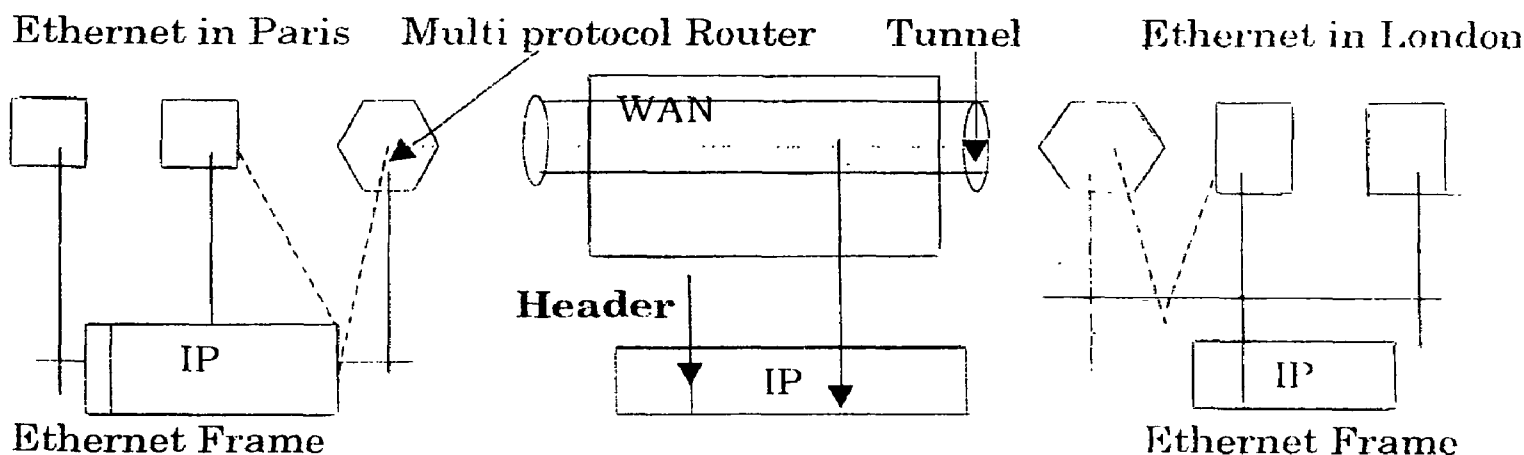 Ethernet in Paris Multi protocol Router Tunnel Ethernet in London
WAN
Header
IP IP IP
Ethernet Frame Ethernet Frame